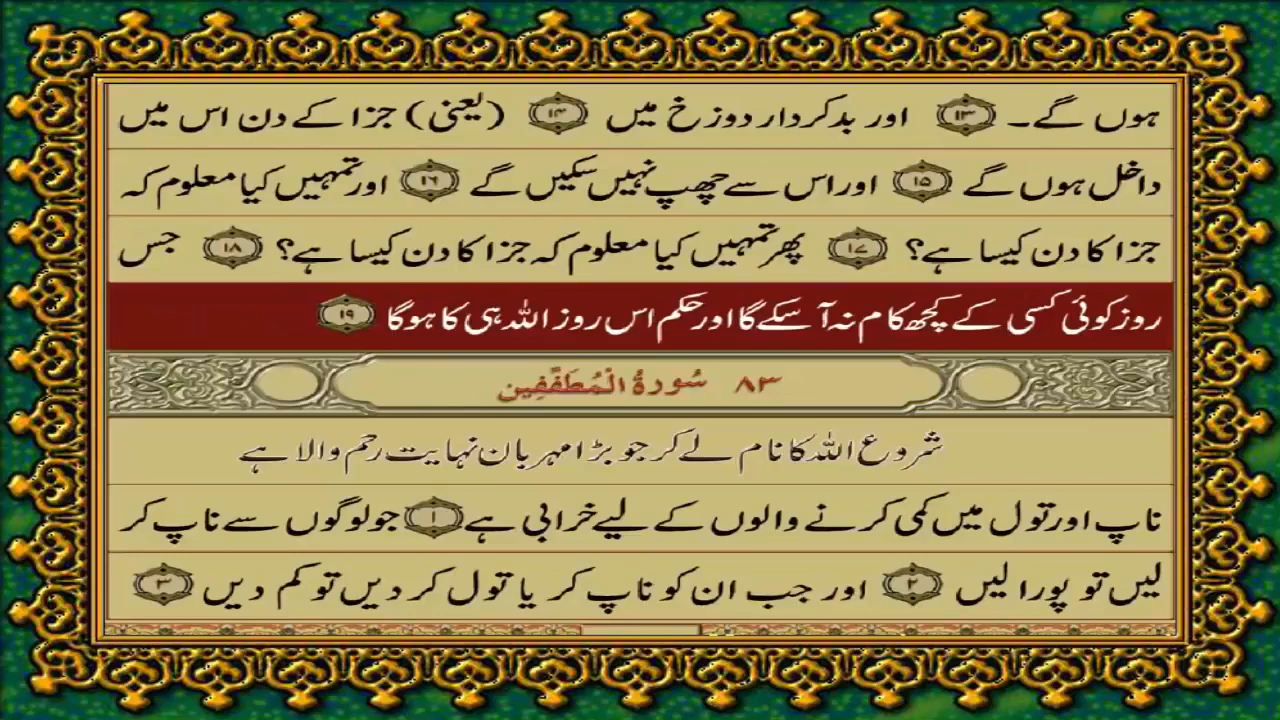 ہوں گے۔ ۱۳ اور بدکردار دوزخ میں ۱۴ (یعنی) جزا کے دن اس میں
داخل ہوں گے ۱۵ اور اس سے چھپ نہیں سکیں گے ۱۶ اور تمہیں کیا معلوم کہ
جزا کا دن کیسا ہے؟ ۱۷ پھر تمہیں کیا معلوم کہ جزا کا دن کیسا ہے؟ ۱۸ جس
روز کوئی کسی کے کچھ کام نہ آ سکے گا اور حکم اس روز اللہ ہی کا ہوگا ۱۹
۸۳ سُورۃُ الْمُطَفِّفِين
شروع اللہ کا نام لے کر جو بڑا مہربان نہایت رحم والا ہے
ناپ اور تول میں کمی کرنے والوں کے لیے خرابی ہے ۱ جو لوگوں سے ناپ کر
لیں تو پورا لیں ۲ اور جب ان کو ناپ کر یا تول کر دیں تو کم دیں ۳